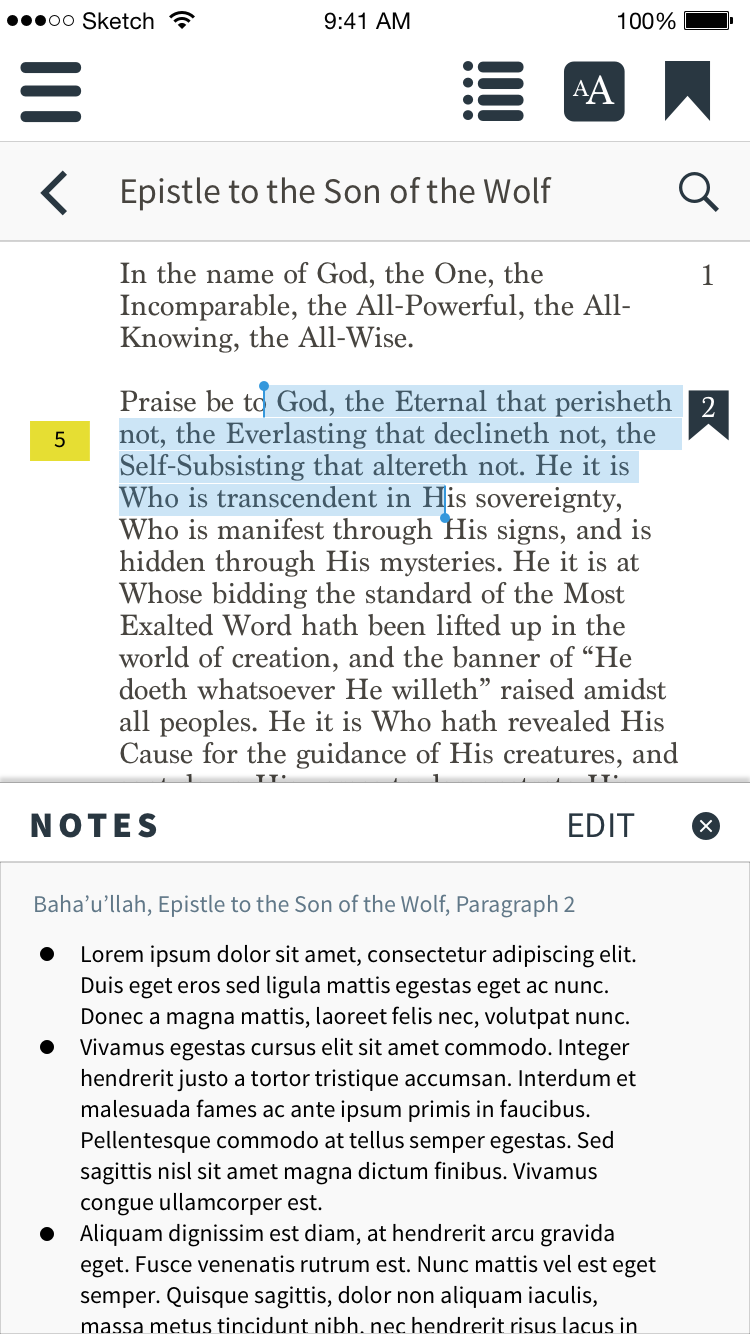 Sketch 9:41 AM 100%
AA
Epistle to the Son of the Wolf
In the name of God, the One, the 1
Incomparable, the All-Powerful, the All-
Knowing, the All-Wise.
Praise be to God, the Eternal that perisheth 2
5 not, the Everlasting that declineth not, the
Self-Subsisting that altereth not. He it is
Who is transcendent in His sovereignty,
Who is manifest through His signs, and is
hidden through His mysteries. He it is at
Whose bidding the standard of the Most
Exalted Word hath been lifted up in the
world of creation, and the banner of “He
doeth whatsoever He willeth” raised amidst
all peoples. He it is Who hath revealed His
Cause for the guidance of His creatures, and
NOTES EDIT
Baha’u’llah, Epistle to the Son of the Wolf, Paragraph 2
Lorem ipsum dolor sit amet, consectetur adipiscing elit.
Duis eget eros sed ligula mattis egestas eget ac nunc.
Donec a magna mattis, laoreet felis nec, volutpat nunc.
Vivamus egestas cursus elit sit amet commodo. Integer
hendrerit justo a tortor tristique accumsan. Interdum et
malesuada fames ac ante ipsum primis in faucibus.
Pellentesque commodo at tellus semper egestas. Sed
sagittis nisl sit amet magna dictum finibus. Vivamus
congue ullamcorper est.
Aliquam dignissim est diam, at hendrerit arcu gravida
eget. Fusce venenatis rutrum est. Nunc mattis vel est eget
semper. Quisque sagittis, dolor non aliquam iaculis,
massa metus tincidunt nibh, nec hendrerit risus lacus in